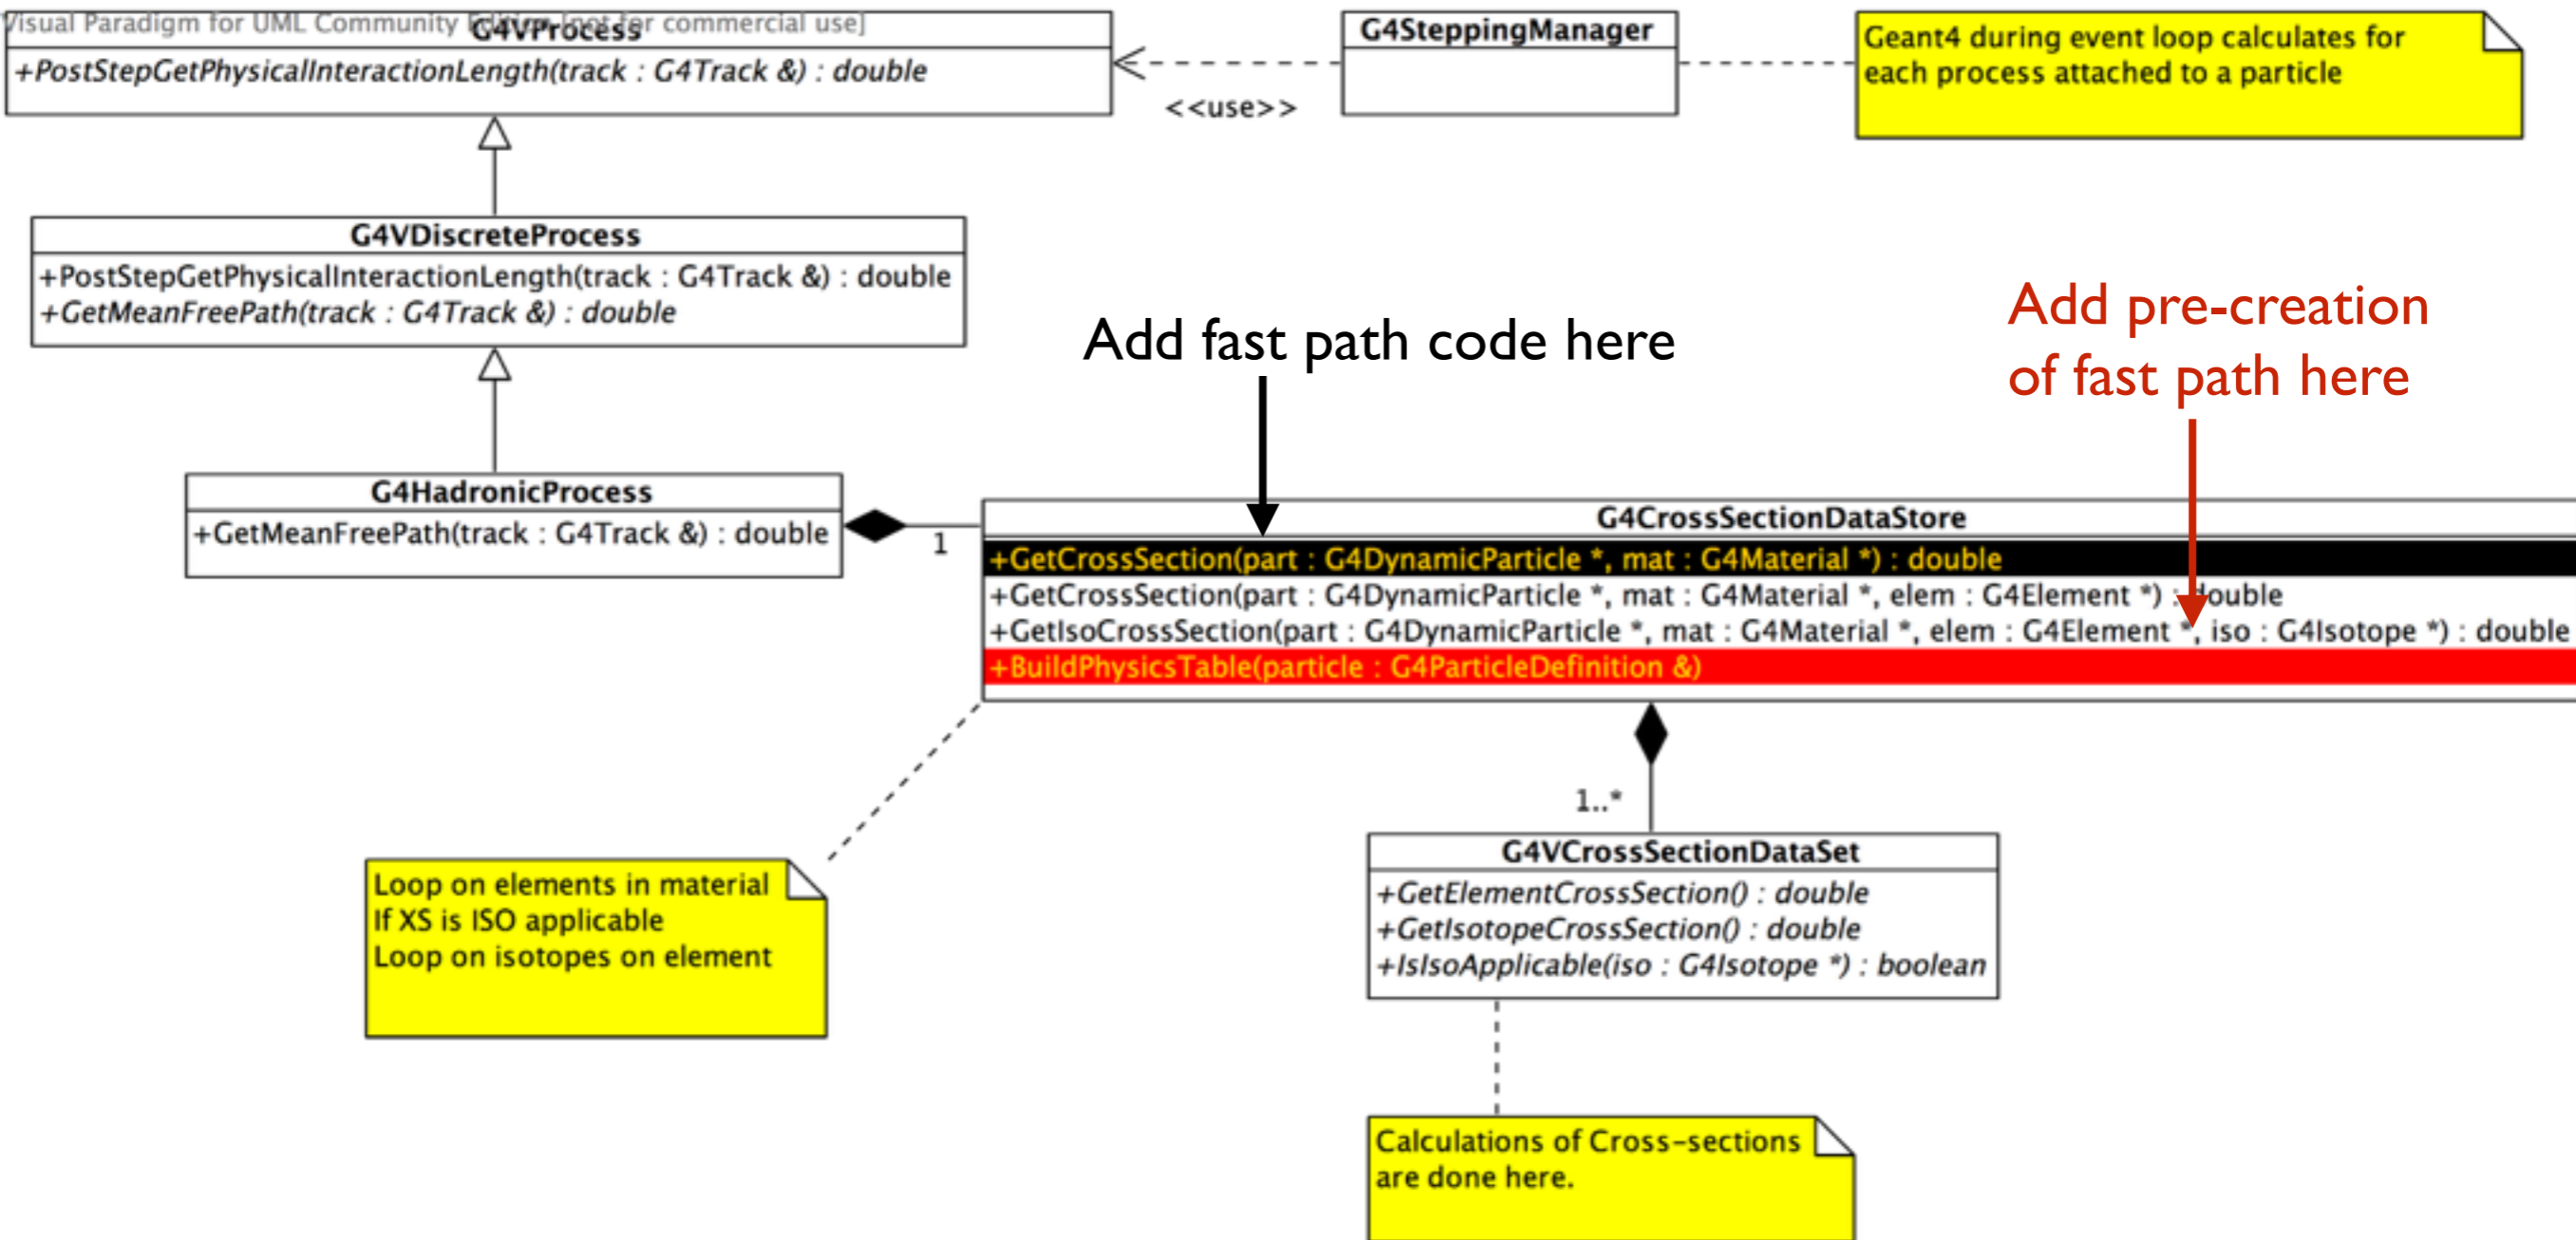 Visual Paradigm for UML Community Edition [not for commercial use]
G4VProcess
+PostStepGetPhysicalInteractionLength(track : G4Track &) : double
<<use>>
G4SteppingManager
Geant4 during event loop calculates for
each process attached to a particle
G4VDiscreteProcess
+PostStepGetPhysicalInteractionLength(track : G4Track &) : double
+GetMeanFreePath(track : G4Track &) : double
Add fast path code here
Add pre-creation
of fast path here
G4HadronicProcess
+GetMeanFreePath(track : G4Track &) : double
1
G4CrossSectionDataStore
+GetCrossSection(part : G4DynamicParticle *, mat : G4Material *) : double
+GetCrossSection(part : G4DynamicParticle *, mat : G4Material *, elem : G4Element *) : double
+GetIsoCrossSection(part : G4DynamicParticle *, mat : G4Material *, elem : G4Element *, iso : G4Isotope *) : double
+BuildPhysicsTable(particle : G4ParticleDefinition &)
1..*
G4VCrossSectionDataSet
+GetElementCrossSection() : double
+GetIsotopeCrossSection() : double
+IsIsoApplicable(iso : G4Isotope *) : boolean
Loop on elements in material
If XS is ISO applicable
Loop on isotopes on element
Calculations of Cross-sections
are done here.